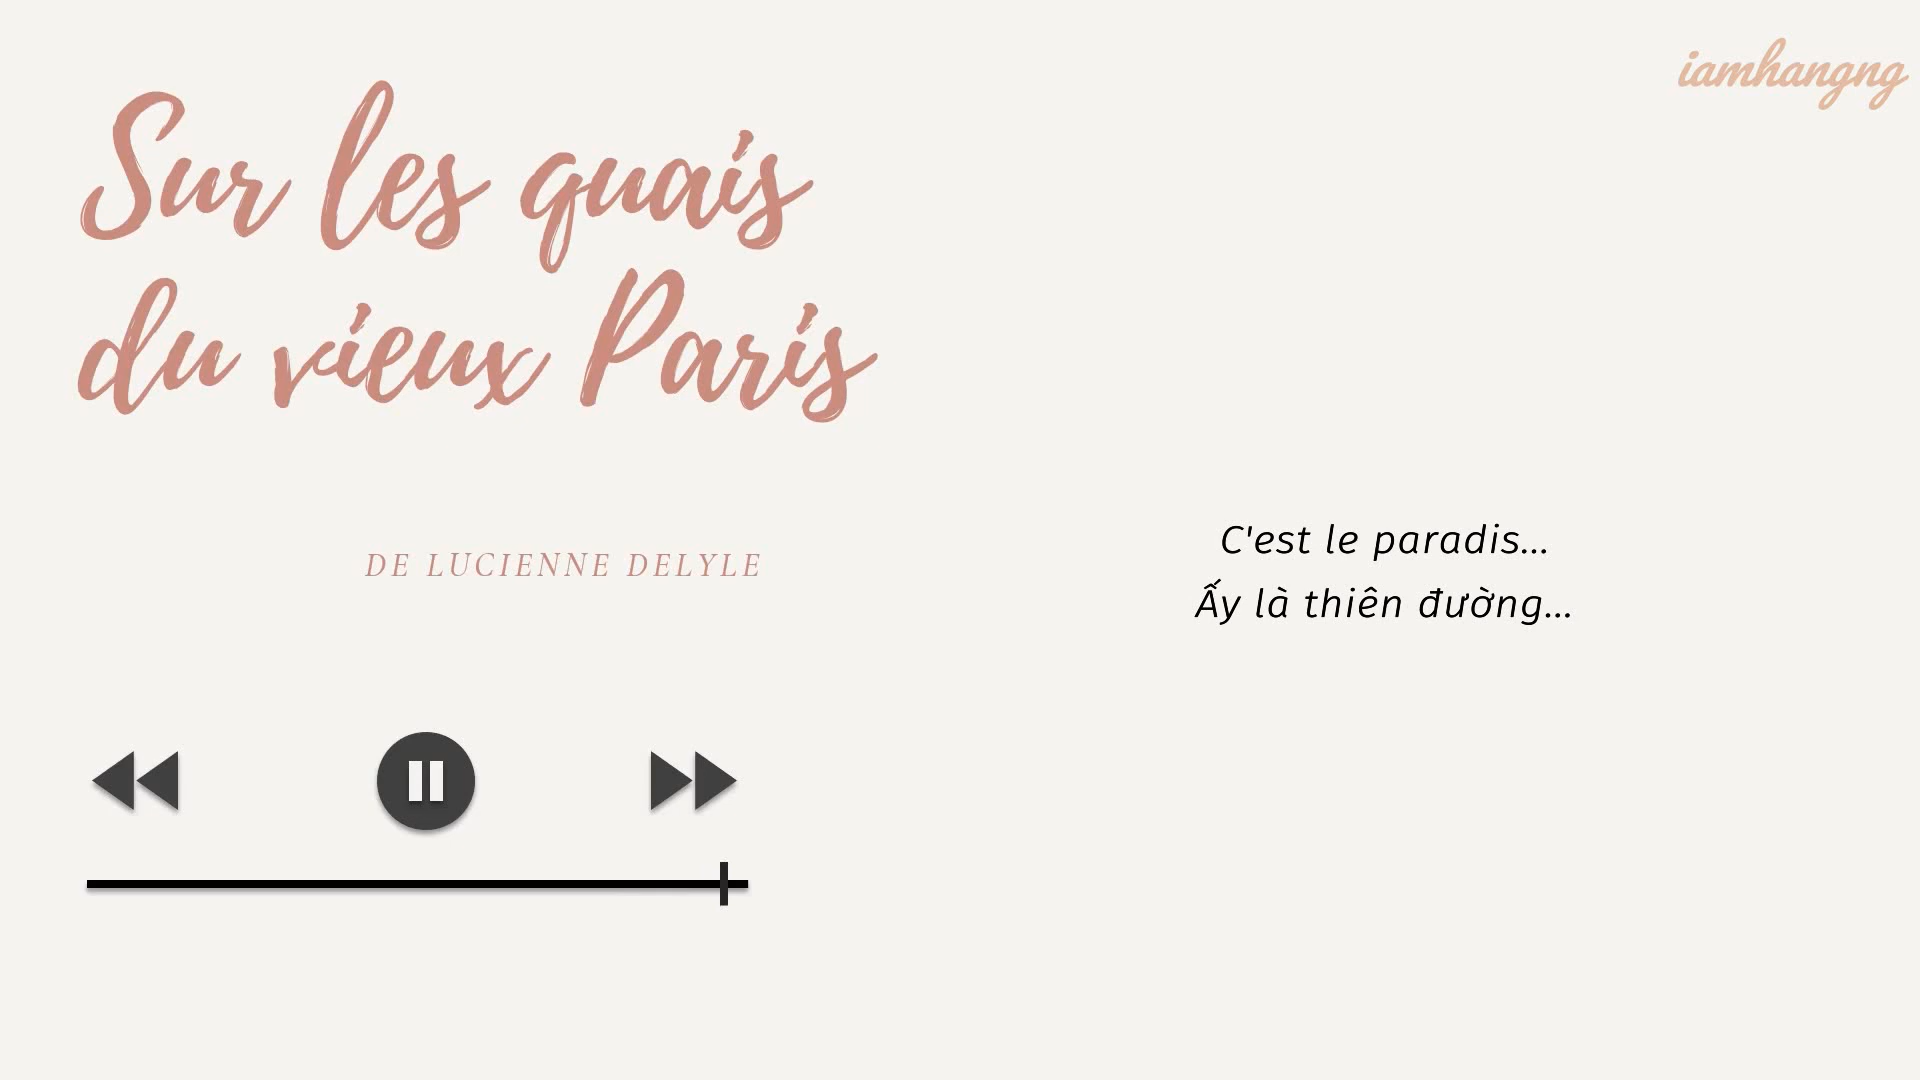 iamhangng
Sur les quais
du vieux Paris
DE LUCIENNE DELYLE
C'est le paradis...
Ấy là thiên đường...